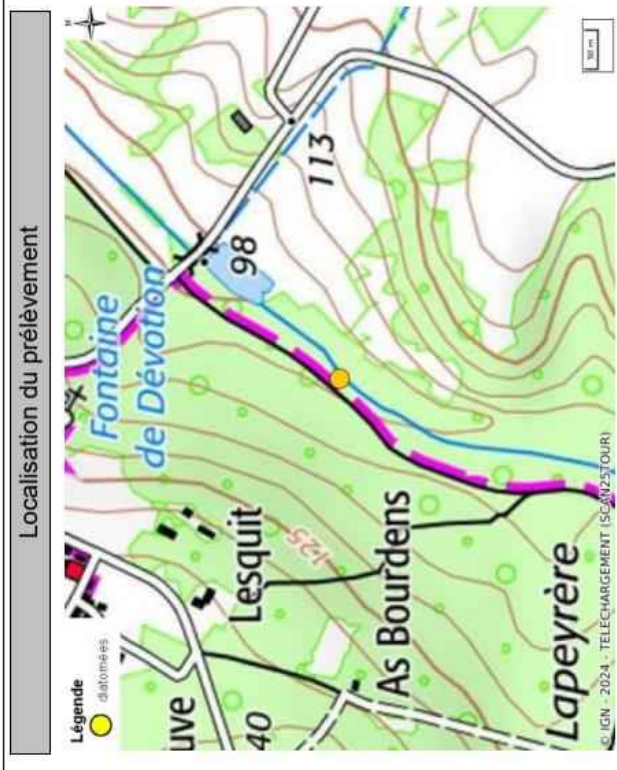 Localisation du prélèvement
Légende
diatomées
Fontaine
de Dévotion
98
113
Lesquit
125
As Bourdens
Lapeyrère
uve
40
50 m
© IGN - 2024 - TELECHARGEMENT (SCAN25TOUR)